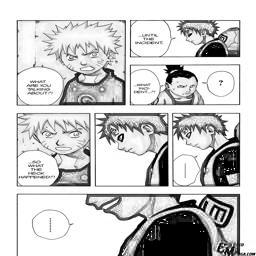 ...UNTIL
THE
INCIDENT.
WHAT
ARE YOU
TALKING
ABOUT?!
WHAT
INCI-
DENT...?
?
...SO
WHAT
THE
HECK
HAPPENED!?
...
...